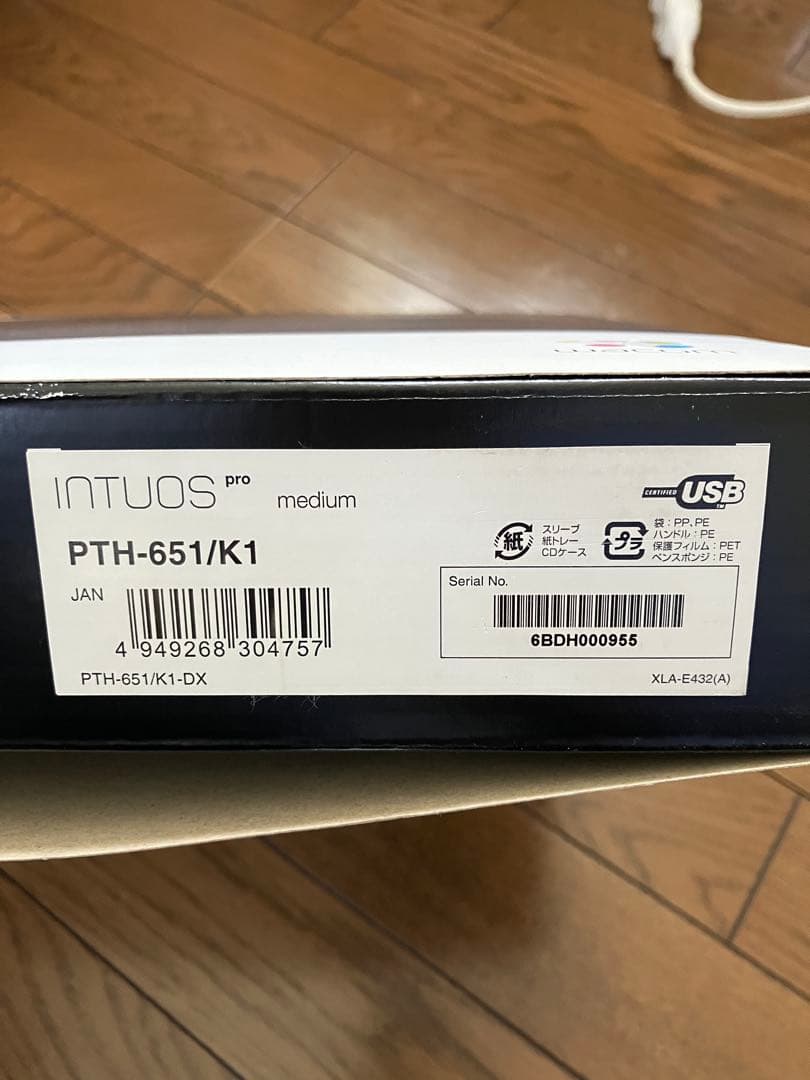 wacom
INTUOS pro medium
CERTIFIED USB TM
PTH-651/K1
紙 スリーブ
紙トレー
CDケース
プラ 袋:PP, PE
ハンドル:PE
保護フィルム:PET
ペンスポンジ:PE
JAN
4 949268 304757
Serial No.
6BDH000955
PTH-651/K1-DX
XLA-E432(A)